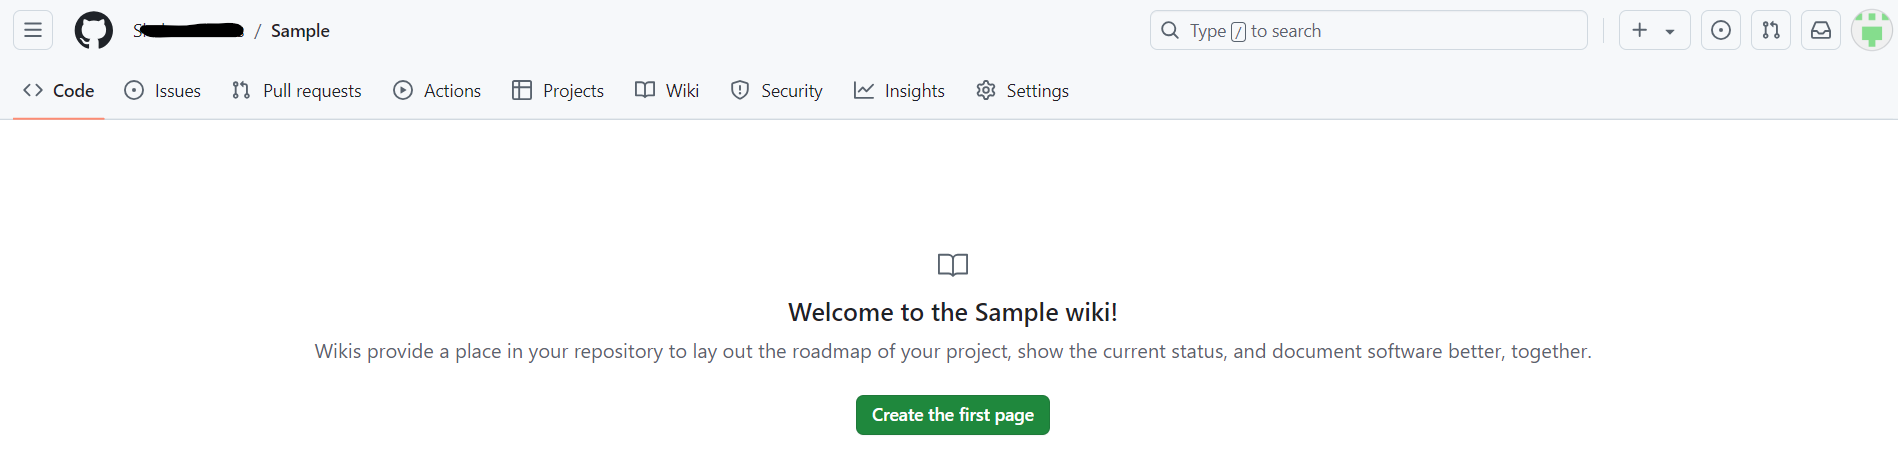 / Sample
Type / to search
Code Issues Pull requests Actions Projects Wiki Security Insights Settings
Welcome to the Sample wiki!
Wikis provide a place in your repository to lay out the roadmap of your project, show the current status, and document software better, together.
Create the first page